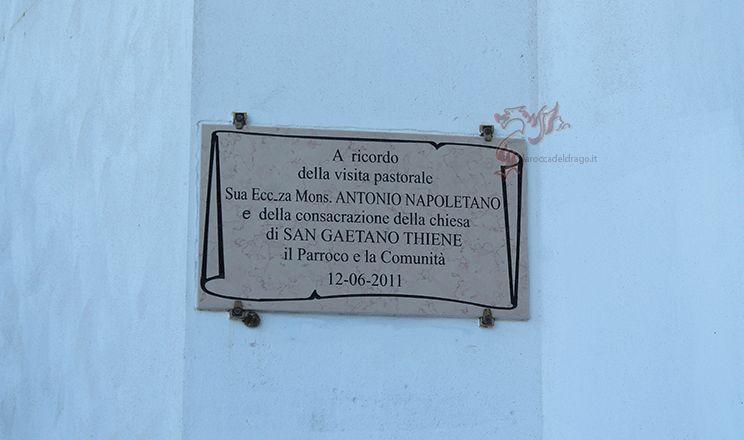 A ricordo
della visita pastorale
Sua Ecc.za Mons. ANTONIO NAPOLETANO
e della consacrazione della chiesa
di SAN GAETANO THIENE
il Parroco e la Comunità
12-06-2011
laroccadeldrago.it